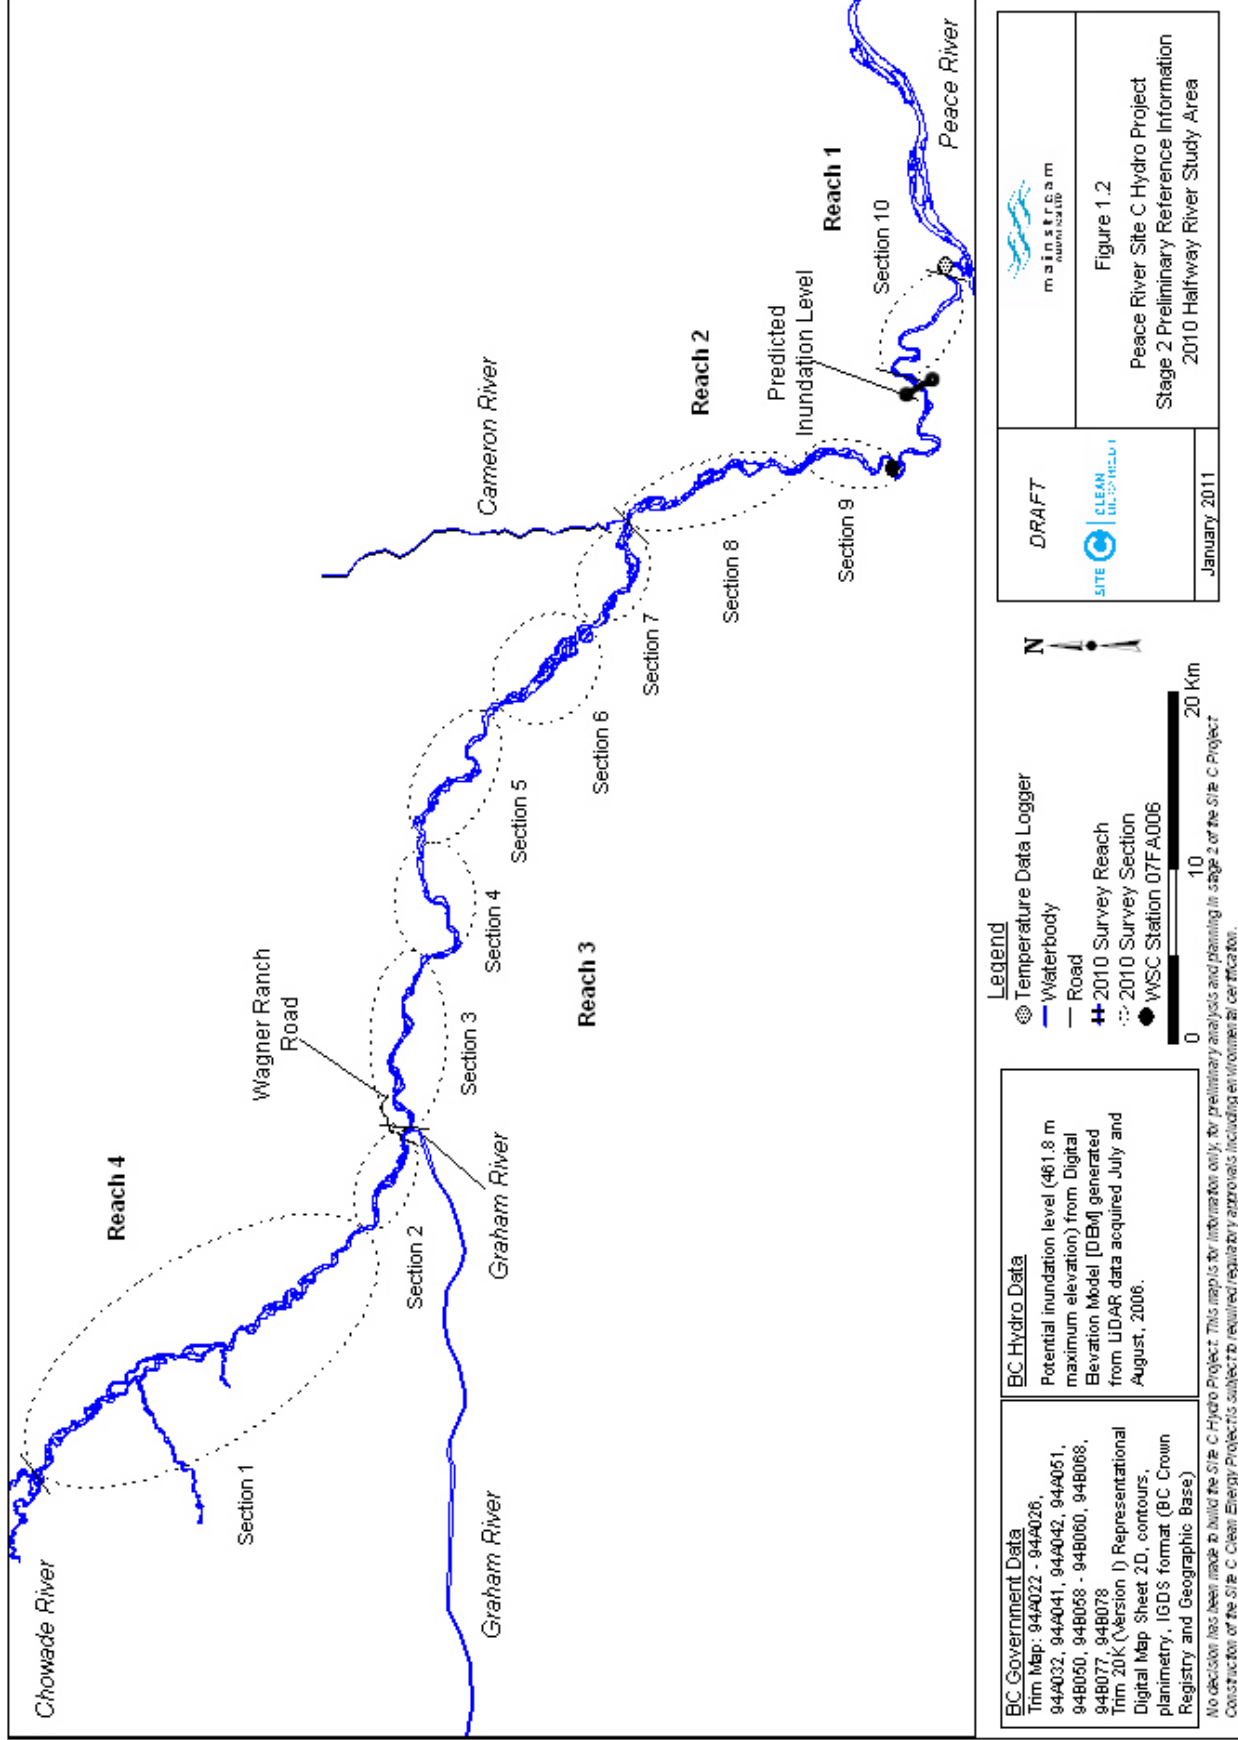 Chowade River
Section 1
Reach 4
Section 2
Graham River
Graham River
Wagner Ranch
Road
Section 3
Reach 3
Section 4
Section 5
Section 6
Section 7
Cameron River
Section 8
Reach 2
Section 9
Predicted
Inundation Level
Section 10
Reach 1
Peace River
BC Government Data
Trim Map: 94A022 - 94A026,
94A032, 94A041, 94A042, 94A051,
94B050, 94B058 - 94B060, 94B068,
94B077, 94B078
Trim 20K (Version I) Representational
Digital Map Sheet 2D, contours,
planimetry, IGDS format (BC Crown
Registry and Geographic Base)
BC Hydro Data
Potential inundation level (461.8 m
maximum elevation) from Digital
Elevation Model [DEM] generated
from LiDAR data acquired July and
August, 2006.
Legend
Temperature Data Logger
Waterbody
Road
2010 Survey Reach
2010 Survey Section
WSC Station 07FA006
0 10 20 Km
N
DRAFT
SITE C CLEAN
January 2011
mainstream
Figure 1.2
Peace River Site C Hydro Project
Stage 2 Preliminary Reference Information
2010 Halfway River Study Area
No decision has been made to build the Site C Hydro Project. This map is for information only, for preliminary analysis and planning in stage 2 of the Site C Project
Construction of the Site C Clean Energy Project is subject to required regulatory approvals including environmental certification.